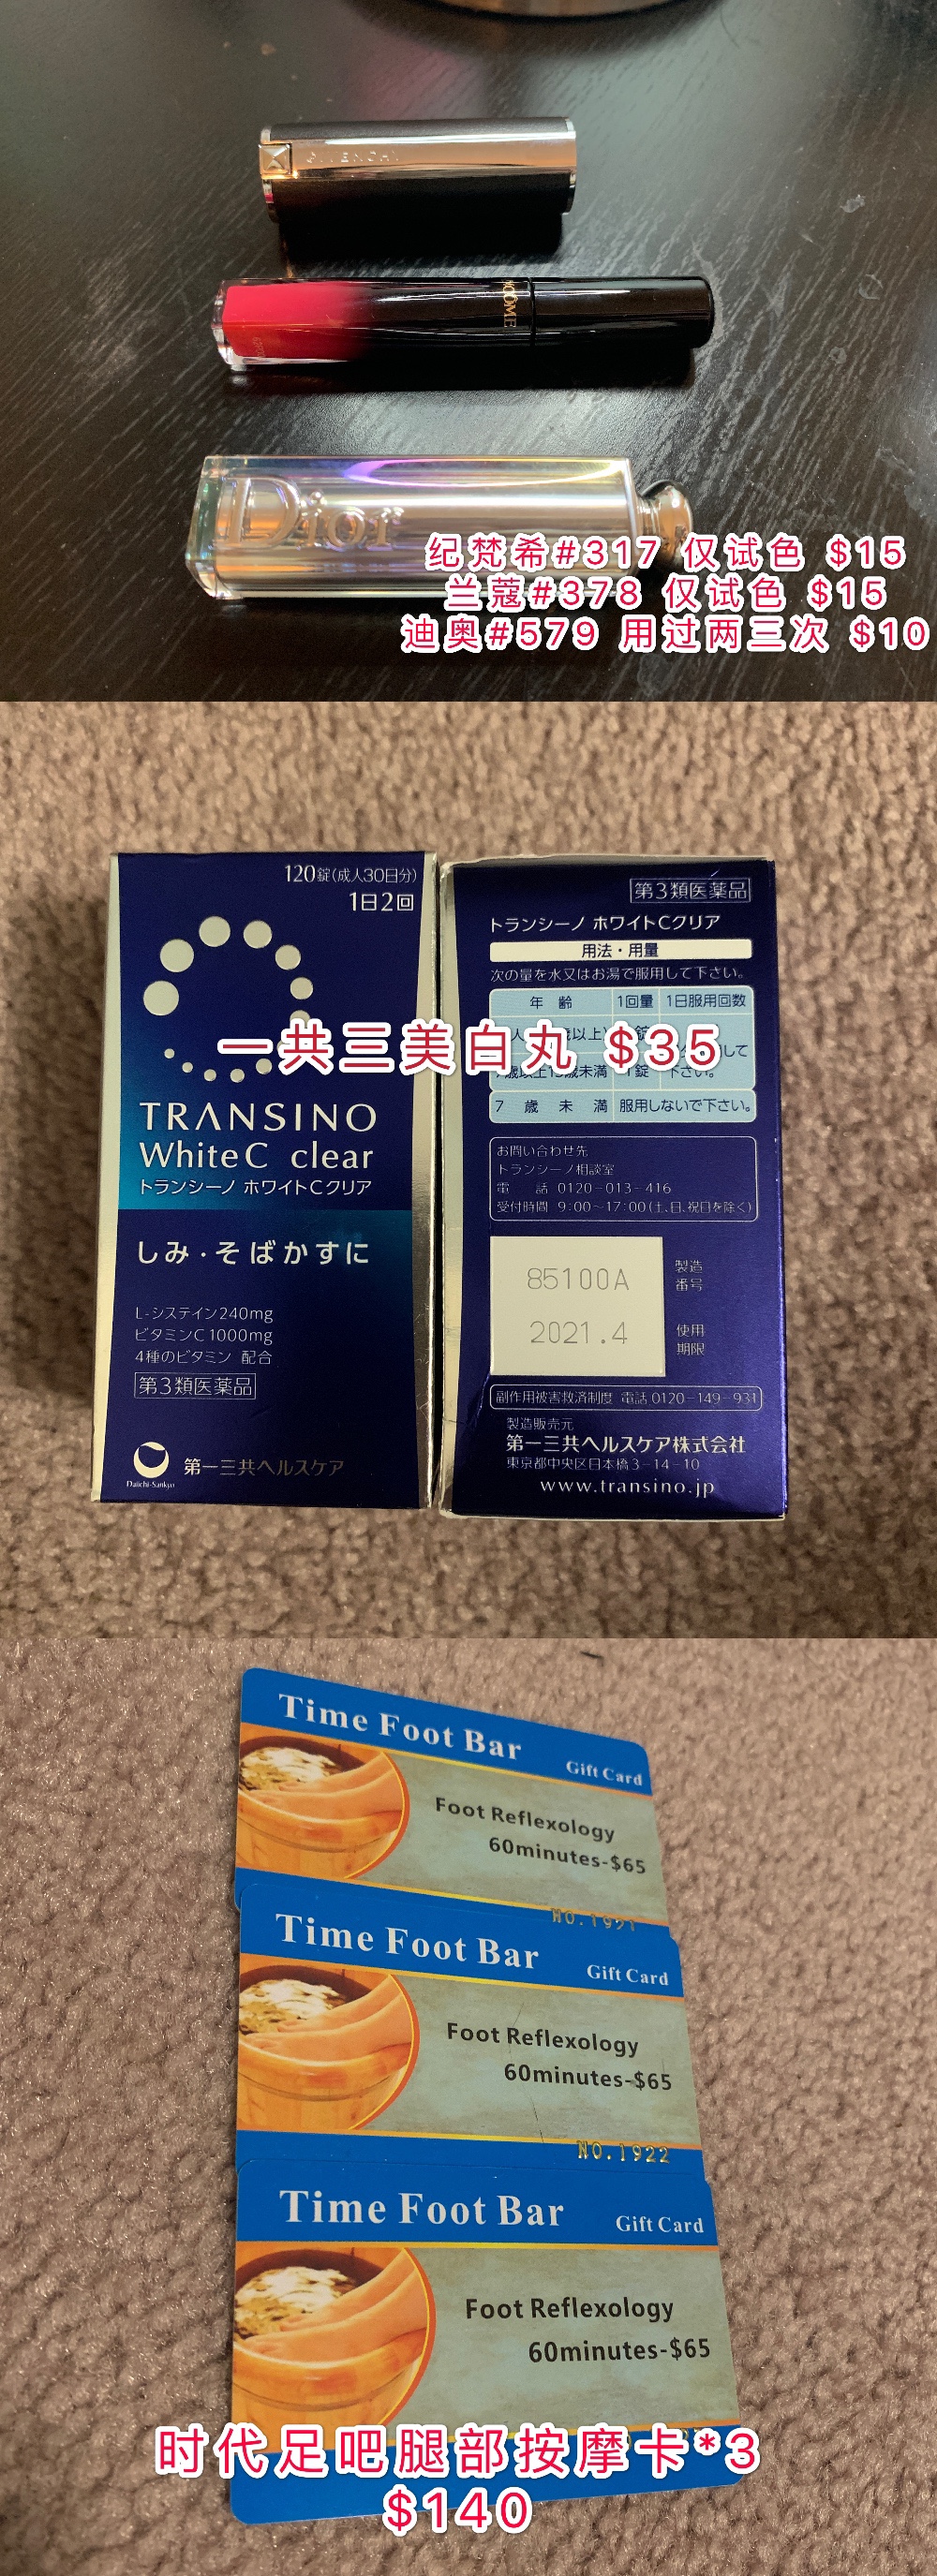 GIVENCHY
Dior
纪梵希#317 仅试色 $15
兰蔻#378 仅试色 $15
迪奥#579 用过两三次 $10
120錠(成人30日分)
1日2回
TRANSINO
White C clear
トランシーノ ホワイトCクリア
しみ・そばかすに
L-システイン240mg
ビタミンC1000mg
4種のビタミン 配合
第3類医薬品
Daiichi-Sankyo
第一三共ヘルスケア
第3類医薬品
トランシーノ ホワイトCクリア
用法・用量
次の量を水又はお湯で服用して下さい。
年 齢 1回量 1日服用回数
一共三美白丸 $35
7歳未満 服用しないで下さい。
お問い合わせ先
トランシーノ相談室
電 話 0120-013-416
受付時間 9:00~17:00(土、日、祝日を除く)
85100A 製造番号
2021.4 使用期限
副作用被害救済制度 電話 0120-149-931
製造販売元
第一三共ヘルスケア株式会社
東京都中央区日本橋3-14-10
www.transino.jp
Time Foot Bar
Gift Card
Foot Reflexology
60minutes-$65
NO.1921
Time Foot Bar
Gift Card
Foot Reflexology
60minutes-$65
NO.1922
Time Foot Bar
Gift Card
Foot Reflexology
60minutes-$65
时代足吧腿部按摩卡*3
$140